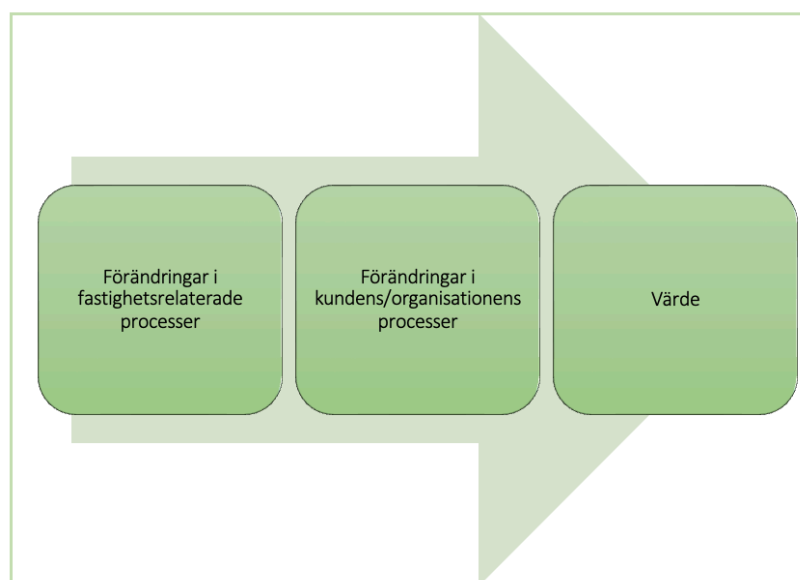 Förändringar i
fastighetsrelaterade
processer
Förändringar i
kundens/organisationens
processer
Värde